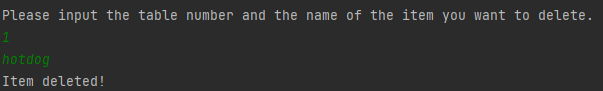 Please input the table number and the name of the item you want to delete.
1
hotdog
Item deleted!